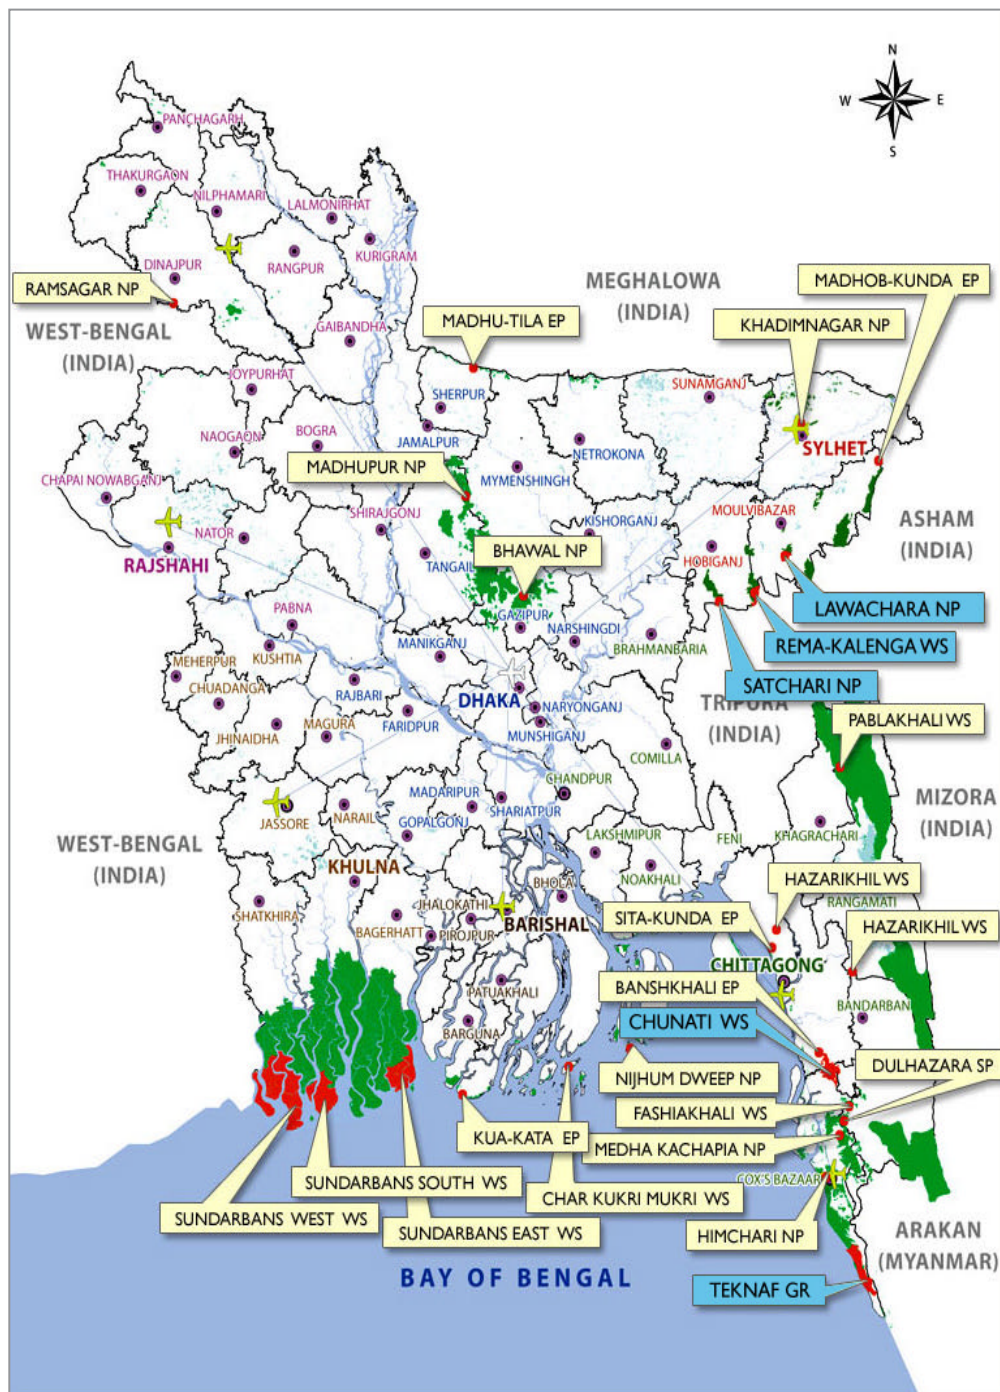 N
W
E
S
PANCHAGARH
THAKURGAON
NILPHAMARI
LALMONIRHAT
KURIGRAM
RANGPUR
DINAJPUR
RAMSAGAR NP
WEST-BENGAL
(INDIA)
GAIBANDHA
MADHU-TILA EP
MEGHALOWA
(INDIA)
MADHOB-KUNDA EP
KHADIMNAGAR NP
JOYPURHAT
SHERPUR
SUNAMGANJ
NAOGAON
BOGRA
JAMALPUR
NETROKONA
SYLHET
MADHUPUR NP
MYMENSHINGH
CHAPAI NOWABGANJ
SHIRAJGONJ
KISHORGANJ
MOULVIBAZAR
ASHAM
(INDIA)
NATOR
RAJSHAHI
TANGAIL
BHAWAL NP
HOBIGANJ
LAWACHARA NP
PABNA
GAZIPUR
NARSHINGDI
REMA-KALENGA WS
MANIKGANJ
BRAHMANBARIA
KUSHTIA
MEHERPUR
SATCHARI NP
CHUADANGA
RAJBARI
DHAKA
NARYONGANJ
TRIPURA
(INDIA)
PABLAKHALI WS
MAGURA
FARIDPUR
MUNSHIGANJ
JHINAIDHA
COMILLA
CHANDPUR
MADARIPUR
SHARIATPUR
MIZORA
(INDIA)
JASSORE
NARAIL
GOPALGONJ
LAKSHMIPUR
FENI
KHAGRACHARI
WEST-BENGAL
(INDIA)
KHULNA
NOAKHALI
BHOLA
HAZARIKHIL WS
RANGAMATI
SHATKHIRA
JHALOKATHI
BAGERHATT
PIROJPUR
BARISHAL
SITA-KUNDA EP
HAZARIKHIL WS
CHITTAGONG
PATUAKHALI
BANSHKHALI EP
BANDARBAN
BARGUNA
CHUNATI WS
DULHAZARA SP
NIJHUM DWEEP NP
FASHIAKHALI WS
KUA-KATA EP
MEDHA KACHAPIA NP
SUNDARBANS SOUTH WS
COX'S BAZAAR
CHAR KUKRI MUKRI WS
SUNDARBANS WEST WS
SUNDARBANS EAST WS
HIMCHARI NP
ARAKAN
(MYANMAR)
BAY OF BENGAL
TEKNAF GR